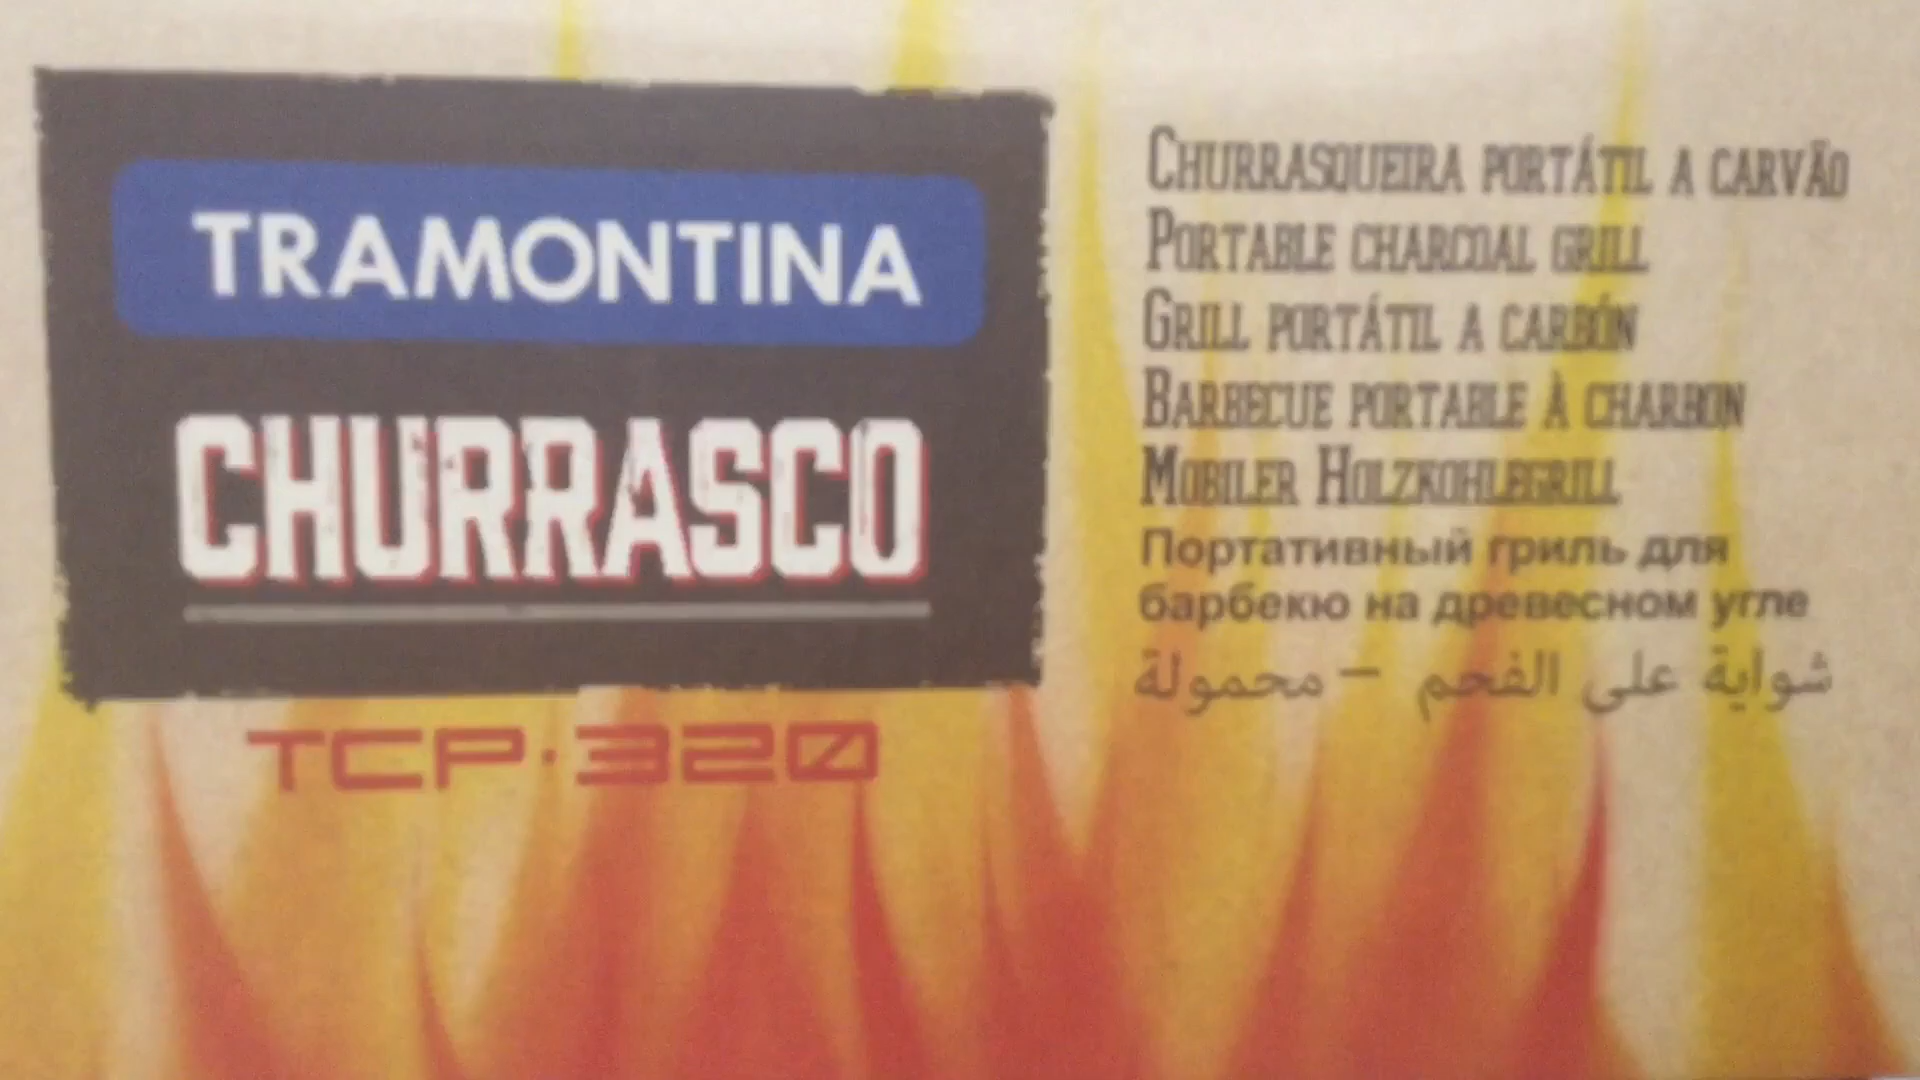 TRAMONTINA
CHURRASCO
TCP·320
CHURRASQUEIRA PORTÁTIL A CARVÃO
PORTABLE CHARCOAL GRILL
GRILL PORTÁTIL A CARBÓN
BARBECUE PORTABLE À CHARBON
MOBILER HOLZKOHLEGRILL
Портативный гриль для
барбекю на древесном угле
شواية على الفحم – محمولة